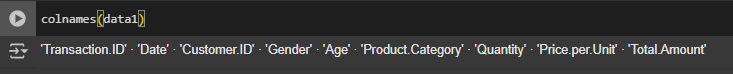 colnames(data1)
'Transaction.ID' · 'Date' · 'Customer.ID' · 'Gender' · 'Age' · 'Product.Category' · 'Quantity' · 'Price.per.Unit' · 'Total.Amount'